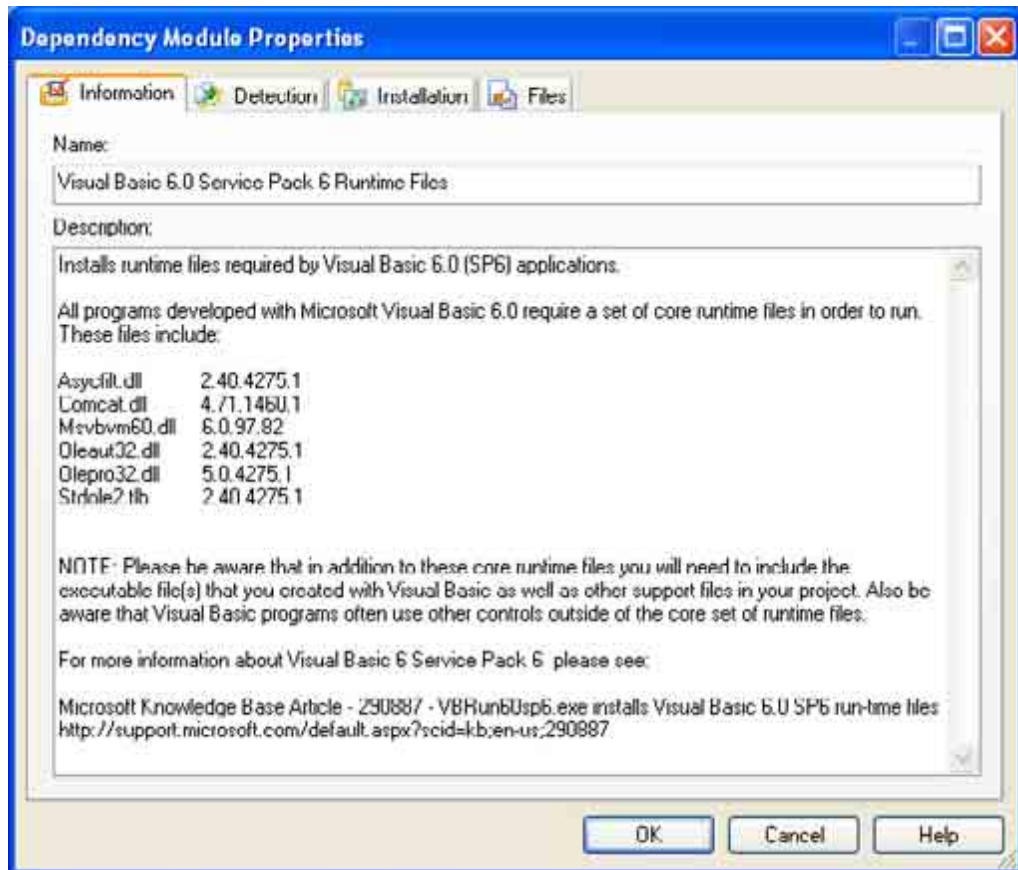 Dependency Module Properties
Information Detection Installation Files
Name:
Visual Basic 6.0 Service Pack 6 Runtime Files
Description:
Installs runtime files required by Visual Basic 6.0 (SP6) applications.
All programs developed with Microsoft Visual Basic 6.0 require a set of core runtime files in order to run.
These files include:
Asycfilt.dll 2.40.4275.1
Comcat.dll 4.71.1460.1
Msvbvm60.dll 6.0.97.82
Oleaut32.dll 2.40.4275.1
Olepro32.dll 5.0.4275.1
Stdole2.tlb 2.40.4275.1
NOTE: Please be aware that in addition to these core runtime files you will need to include the
executable file(s) that you created with Visual Basic as well as other support files in your project. Also be
aware that Visual Basic programs often use other controls outside of the core set of runtime files.
For more information about Visual Basic 6 Service Pack 6 please see:
Microsoft Knowledge Base Article - 290887 - VBRun60sp6.exe installs Visual Basic 6.0 SP6 run-time files
http://support.microsoft.com/default.aspx?scid=kb;en-us;290887
OK Cancel Help